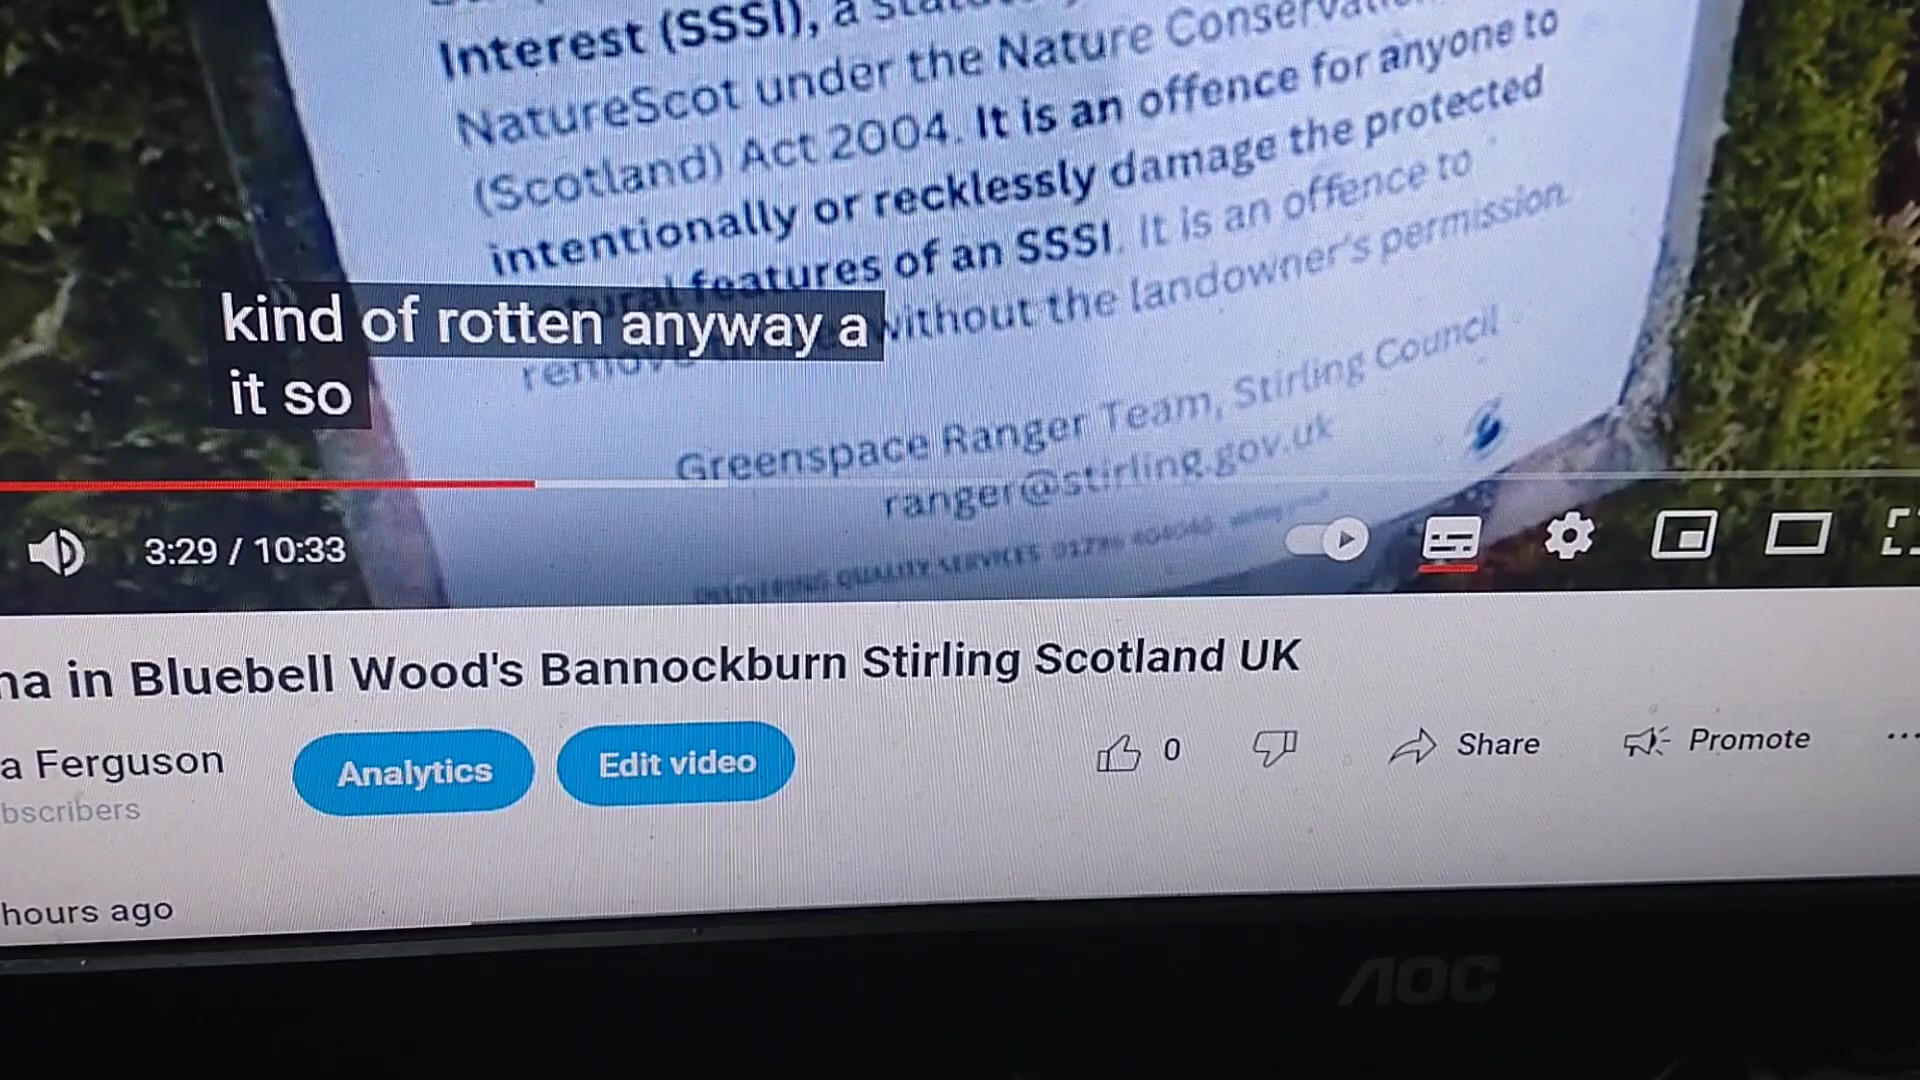 Interest (SSSI), a
NatureScot under the Nature
(Scotland) Act 2004. It is an offence for anyone to
intentionally or recklessly damage the protected
features of an SSSI. It is an offence to
without the landowner's permission.
kind of rotten anyway a
it so
Greenspace Ranger Team, Stirling Council
ranger@stirling.gov.uk
QUALITY SERVICES
3:29 / 10:33
in Bluebell Wood's Bannockburn Stirling Scotland UK
a Ferguson
Analytics
Edit video
0
Share
Promote
bscribers
hours ago
AOC